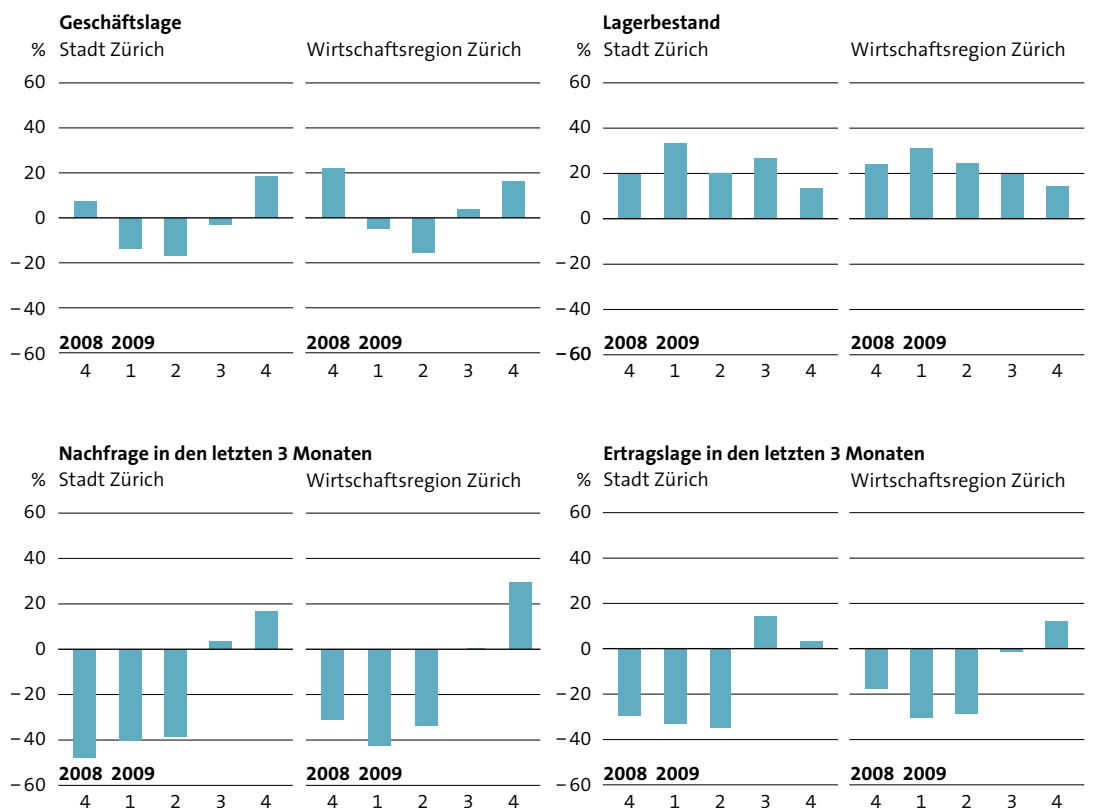 Geschäftslage
% Stadt Zürich Wirtschaftsregion Zürich
60
40
20
0
–20
–40
–60
2008 2009 2008 2009
4 1 2 3 4 4 1 2 3 4
Lagerbestand
% Stadt Zürich Wirtschaftsregion Zürich
60
40
20
0
–20
–40
–60
2008 2009 2008 2009
4 1 2 3 4 4 1 2 3 4
Nachfrage in den letzten 3 Monaten
% Stadt Zürich Wirtschaftsregion Zürich
60
40
20
0
–20
–40
–60
2008 2009 2008 2009
4 1 2 3 4 4 1 2 3 4
Ertragslage in den letzten 3 Monaten
% Stadt Zürich Wirtschaftsregion Zürich
60
40
20
0
–20
–40
–60
2008 2009 2008 2009
4 1 2 3 4 4 1 2 3 4